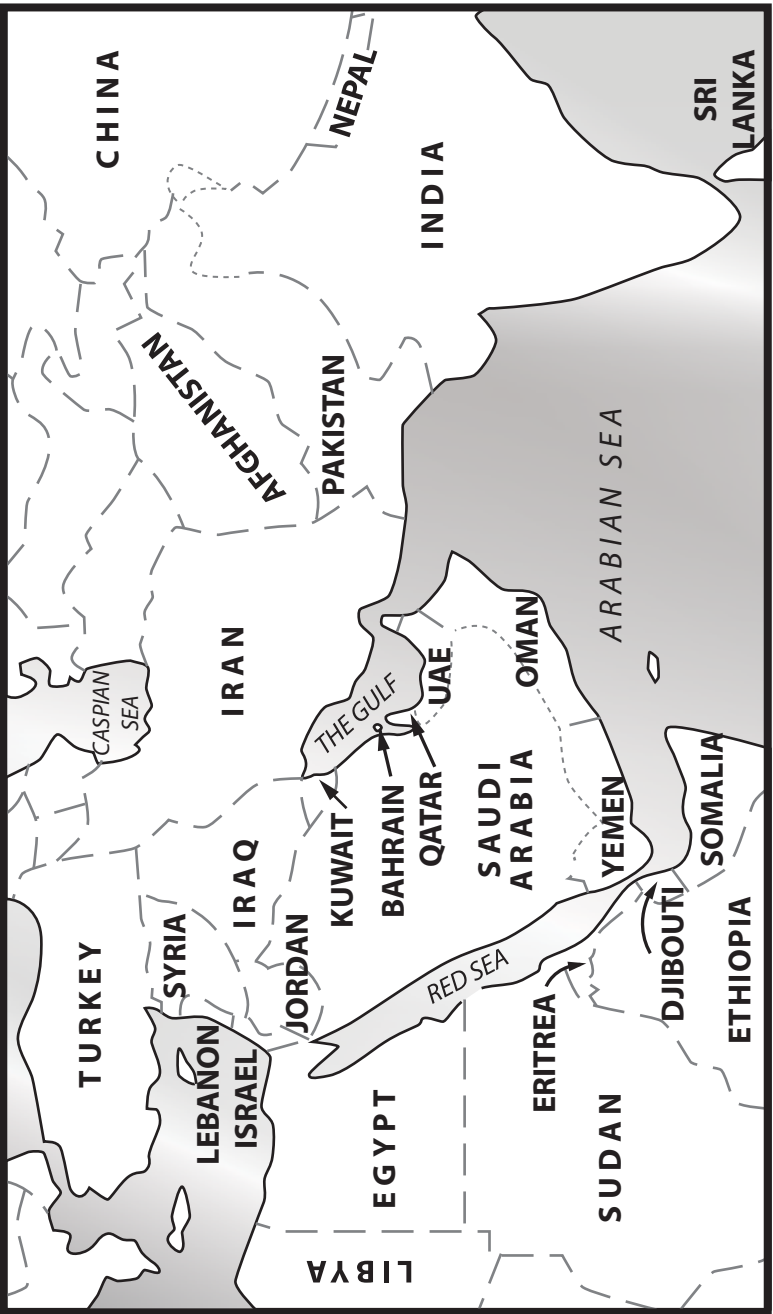 CHINA
NEPAL
INDIA
SRI
LANKA
AFGHANISTAN
PAKISTAN
ARABIAN SEA
IRAN
CASPIAN
SEA
THE GULF
UAE
OMAN
KUWAIT
BAHRAIN
QATAR
SAUDI
ARABIA
YEMEN
SOMALIA
IRAQ
SYRIA
JORDAN
TURKEY
LEBANON
ISRAEL
RED SEA
ERITREA
DJIBOUTI
ETHIOPIA
EGYPT
SUDAN
LIBYA